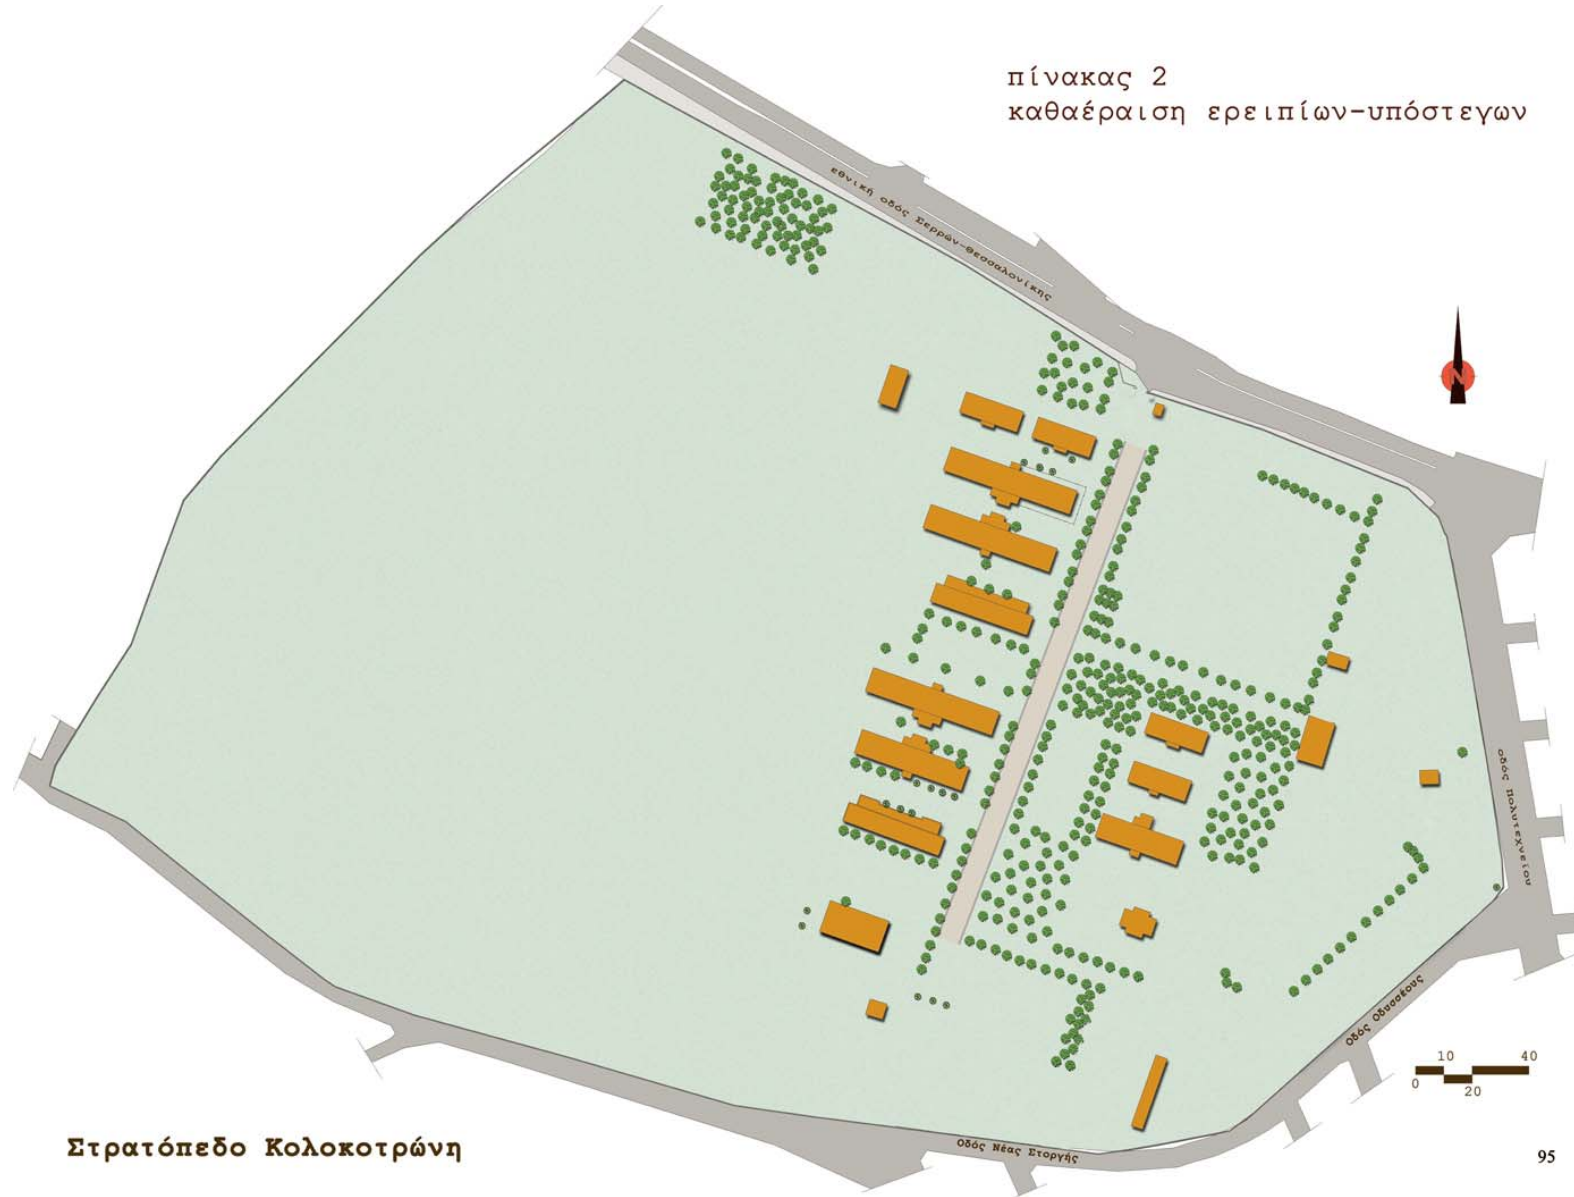 πίνακας 2
καθαέραιση ερειπίων-υπόστεγων
εθνική οδός Σερρών-Θεσσαλονίκης
N
οδός Πολυτεχνείου
Οδός Οδυσσέους
10 40
0 20
Οδός Νέας Στοργής
Στρατόπεδο Κολοκοτρώνη
95